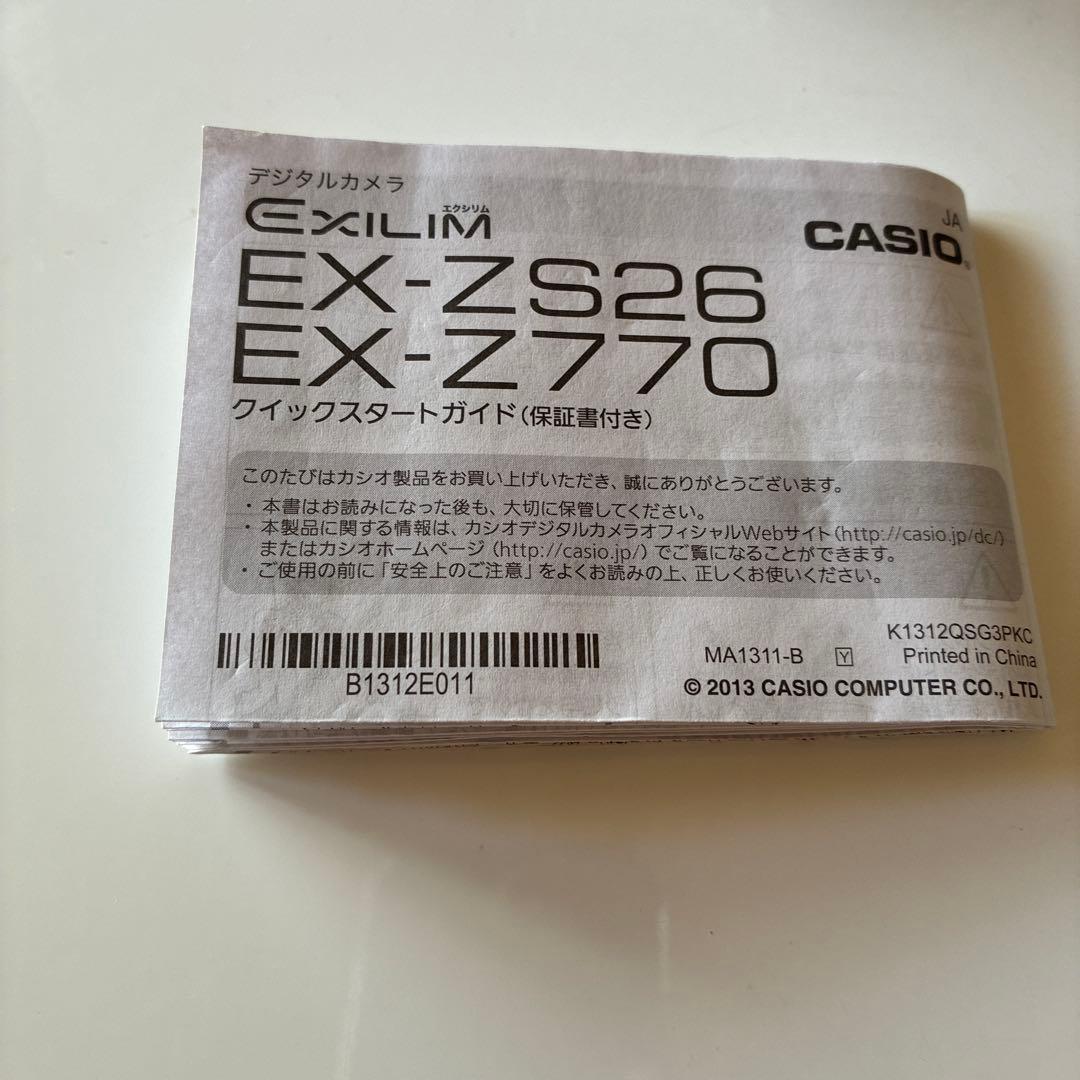 デジタルカメラ
エクシリム
EXILIM
JA
CASIO®
EX-ZS26
EX-Z770
クイックスタートガイド（保証書付き）
このたびはカシオ製品をお買い上げいただき、誠にありがとうございます。
・本書はお読みになった後も、大切に保管してください。
・本製品に関する情報は、カシオデジタルカメラオフィシャルWebサイト（http://casio.jp/dc/）
またはカシオホームページ（http://casio.jp/）でご覧になることができます。
・ご使用の前に「安全上のご注意」をよくお読みの上、正しくお使いください。
B1312E011
MA1311-B Y
K1312QSG3PKC
Printed in China
© 2013 CASIO COMPUTER CO., LTD.